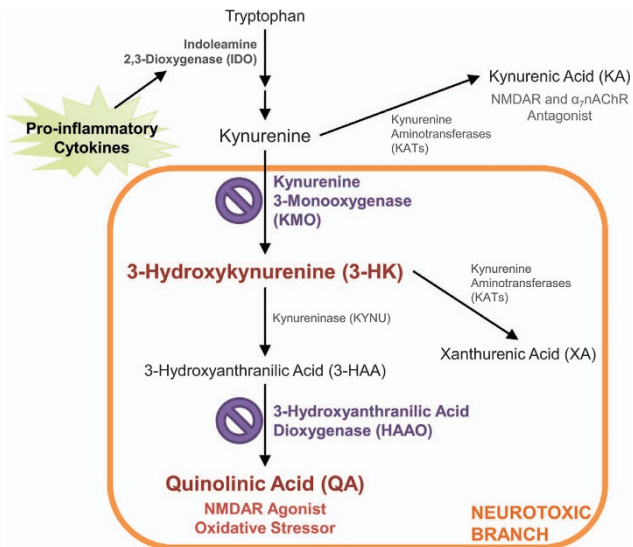 Tryptophan
Indoleamine
2,3-Dioxygenase (IDO)
Pro-inflammatory
Cytokines
Kynurenine
Kynurenine
Aminotransferases
(KATs)
Kynurenic Acid (KA)
NMDAR and α₇nAChR
Antagonist
Kynurenine
3-Monooxygenase
(KMO)
3-Hydroxykynurenine (3-HK)
Kynurenine
Aminotransferases
(KATs)
Kynureninase (KYNU)
Xanthurenic Acid (XA)
3-Hydroxyanthranilic Acid (3-HAA)
3-Hydroxyanthranilic Acid
Dioxygenase (HAAO)
Quinolinic Acid (QA)
NMDAR Agonist
Oxidative Stressor
NEUROTOXIC
BRANCH